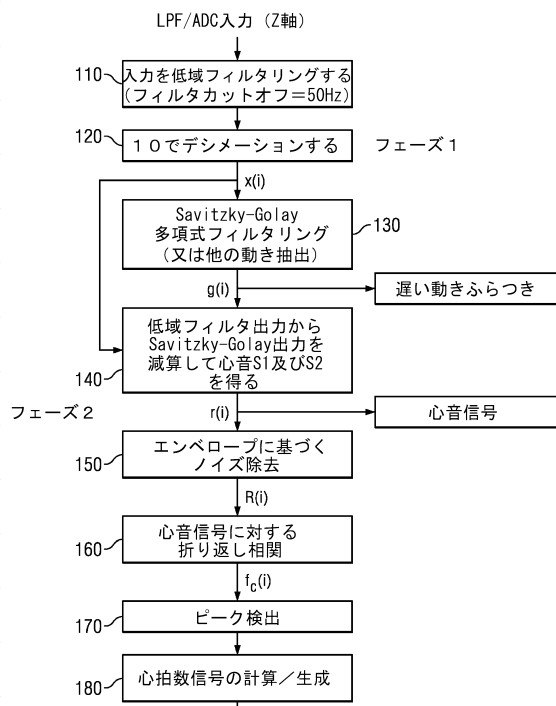 LPF/ADC入力 (Z軸)
110
入力を低域フィルタリングする
(フィルタカットオフ=50Hz)
120
10でデシメーションする
フェーズ1
x(i)
Savitzky-Golay
多項式フィルタリング
(又は他の動き抽出)
130
g(i)
遅い動きふらつき
低域フィルタ出力から
Savitzky-Golay出力を
減算して心音S1及びS2
を得る
140
フェーズ2
r(i)
心音信号
エンベロープに基づく
ノイズ除去
150
R(i)
心音信号に対する
折り返し相関
160
fc(i)
ピーク検出
170
心拍数信号の計算/生成
180